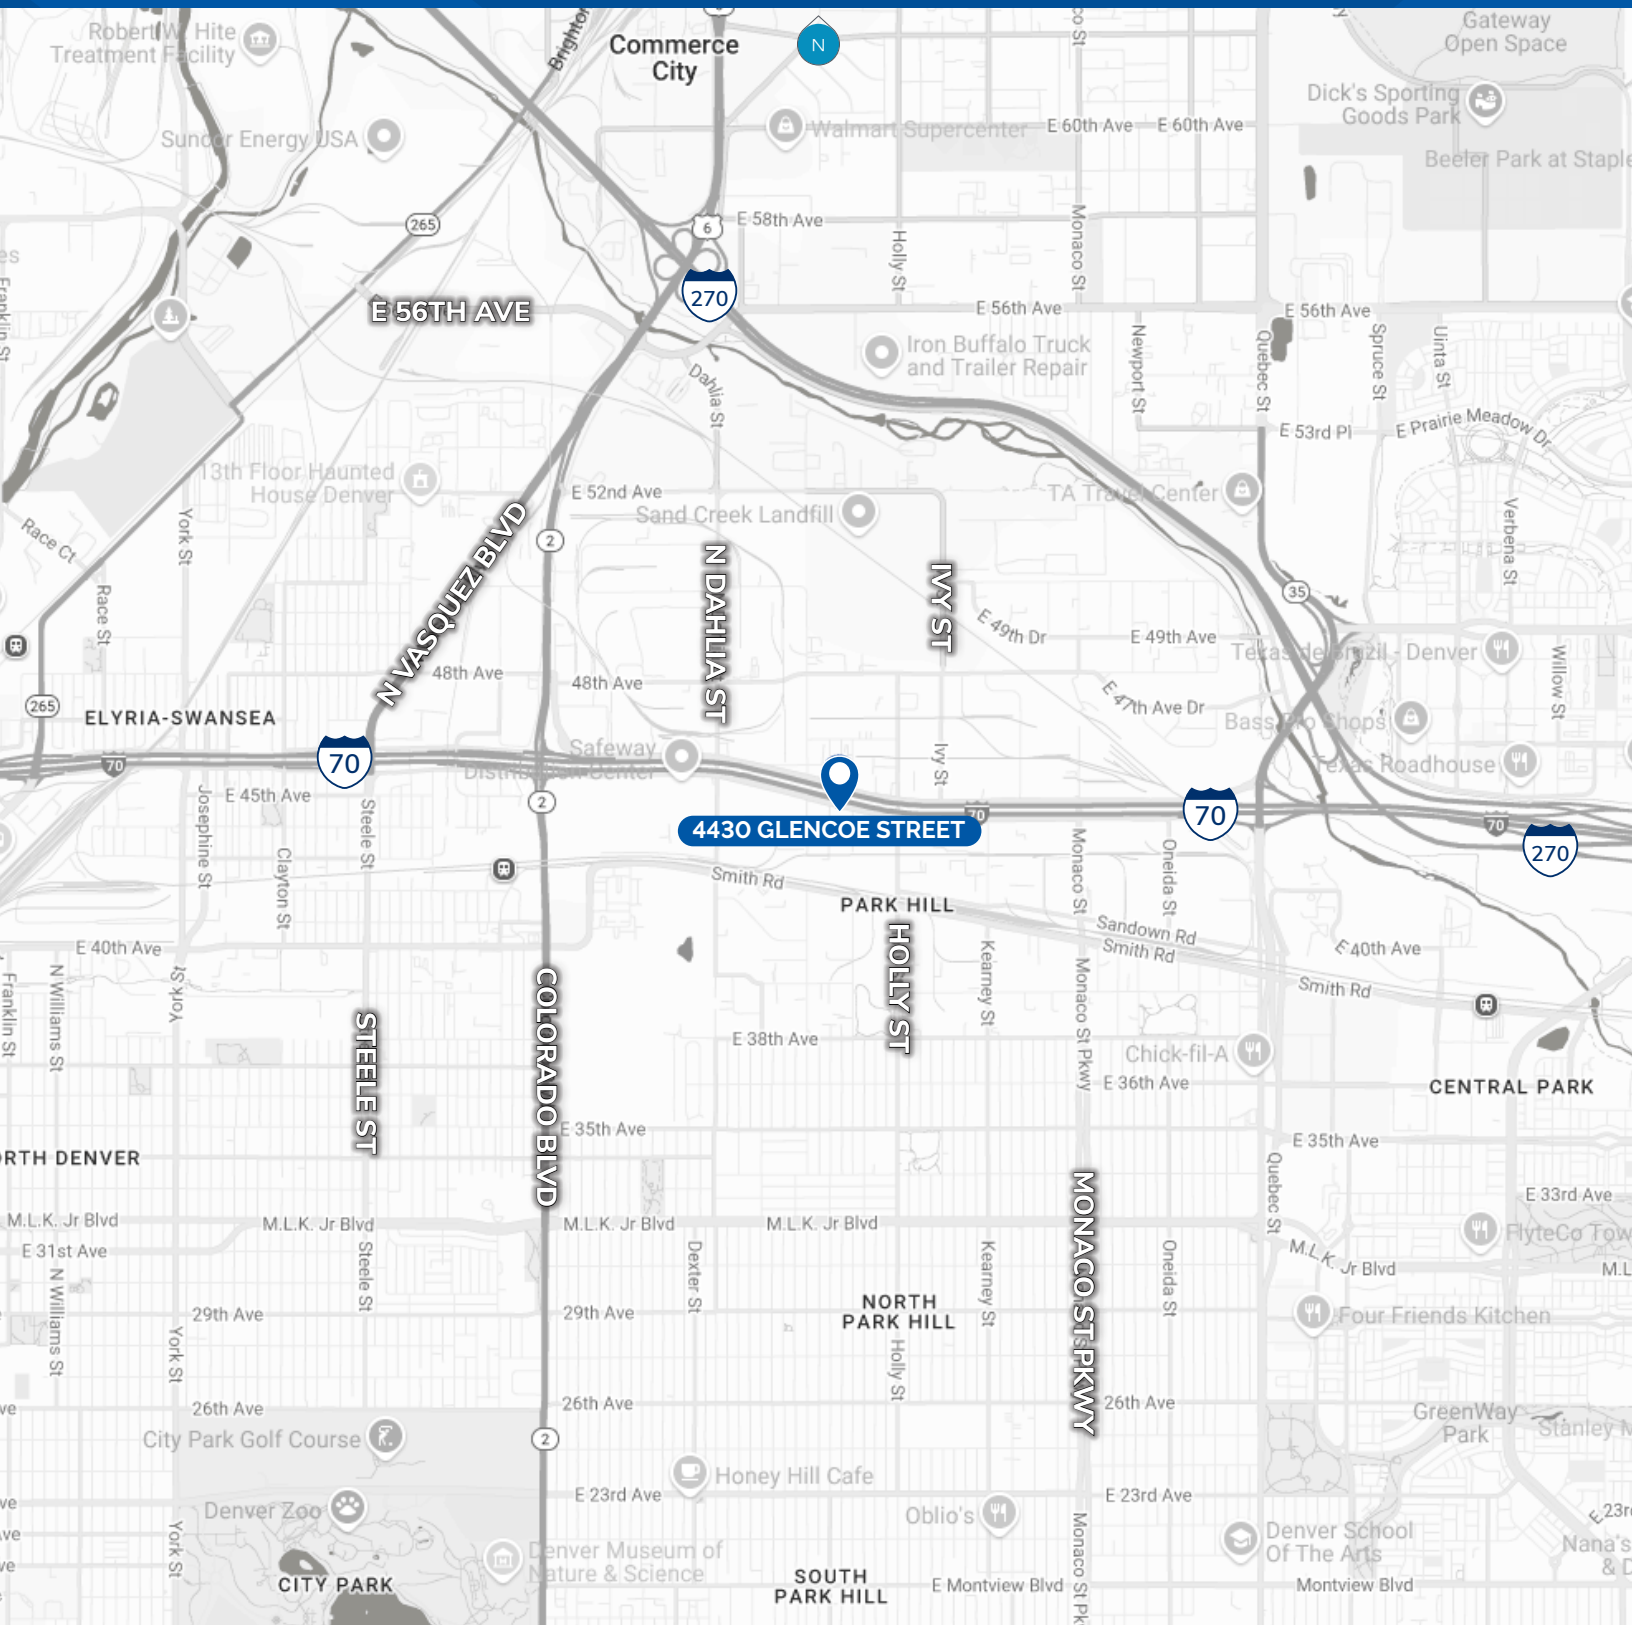 Robert W. Hite
Treatment Facility
Brighton
Commerce
City
N
Gateway
Open Space
Dick's Sporting
Goods Park
Suncor Energy USA
Walmart Supercenter
E 60th Ave
E 60th Ave
Beeler Park at Staple
265
6
E 58th Ave
Holly St
Monaco St
Franklin St
270
E 56TH AVE
E 56th Ave
E 56th Ave
Iron Buffalo Truck
and Trailer Repair
Newport St
Quebec St
Spruce St
Uinta St
Dahlia St
E 53rd Pl
E Prairie Meadow Dr
13th Floor Haunted
House Denver
E 52nd Ave
Sand Creek Landfill
TA Travel Center
Race Ct
York St
N VASQUEZ BLVD
2
N DAHLIA ST
IVY ST
Verbena St
Race St
35
E 49th Dr
E 49th Ave
Texas de Brazil - Denver
48th Ave
48th Ave
E 47th Ave Dr
Willow St
265
ELYRIA-SWANSEA
Bass Pro Shops
70
70
Safeway
Distribution Center
Ivy St
Texas Roadhouse
Josephine St
E 45th Ave
Steele St
2
4430 GLENCOE STREET
70
70
70
270
Clayton St
Smith Rd
Monaco St
Oneida St
PARK HILL
Sandown Rd
Smith Rd
E 40th Ave
E 40th Ave
Smith Rd
Franklin St
N Williams St
York St
COLORADO BLVD
HOLLY ST
Kearney St
Monaco St Pkwy
STEELE ST
E 38th Ave
Chick-fil-A
E 36th Ave
CENTRAL PARK
E 35th Ave
E 35th Ave
RTH DENVER
Quebec St
MONACO ST PKWY
E 33rd Ave
M.L.K. Jr Blvd
M.L.K. Jr Blvd
M.L.K. Jr Blvd
M.L.K. Jr Blvd
FlyteCo Tow
E 31st Ave
M.L.K. Jr Blvd
M.L
N Williams St
Steele St
Dexter St
Kearney St
Oneida St
29th Ave
29th Ave
NORTH
PARK HILL
Four Friends Kitchen
York St
Holly St
26th Ave
26th Ave
26th Ave
City Park Golf Course
2
GreenWay
Park
Stanley M
Honey Hill Cafe
E 23rd Ave
E 23rd Ave
Denver Zoo
Oblio's
E 23r
York St
Denver Museum of
Nature & Science
Monaco St Pk
Denver School
Of The Arts
Nana's
& D
CITY PARK
SOUTH
PARK HILL
E Montview Blvd
Montview Blvd